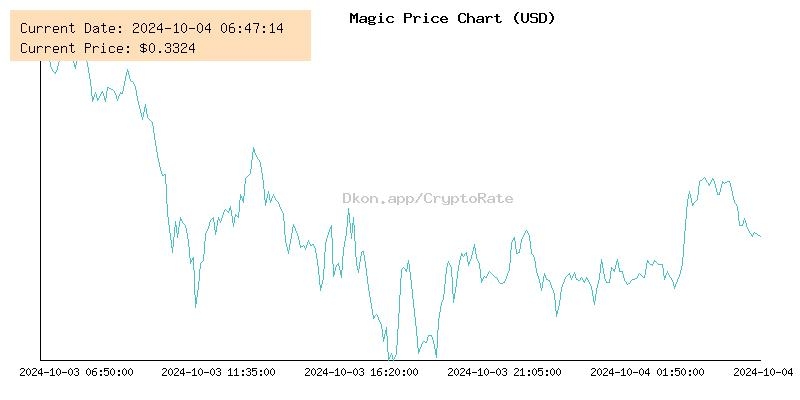 Magic Price Chart (USD)
Current Date: 2024-10-04 06:47:14
Current Price: $0.3324
Dkon.app/CryptoRate
2024-10-03 06:50:00 2024-10-03 11:35:00 2024-10-03 16:20:00 2024-10-03 21:05:00 2024-10-04 01:50:00 2024-10-04